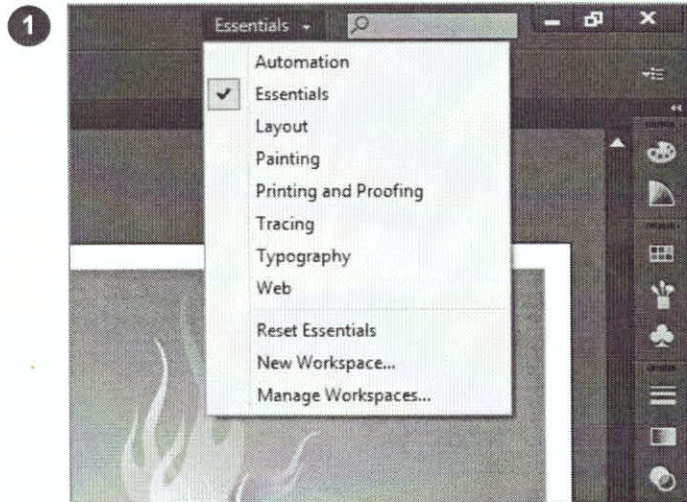 1
Essentials
Automation
Essentials
Layout
Painting
Printing and Proofing
Tracing
Typography
Web
Reset Essentials
New Workspace...
Manage Workspaces...